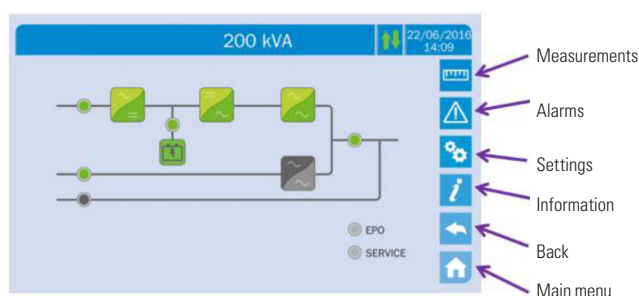 200 kVA
22/06/2016
14:09
Measurements
Alarms
Settings
Information
Back
Main menu
EPO
SERVICE